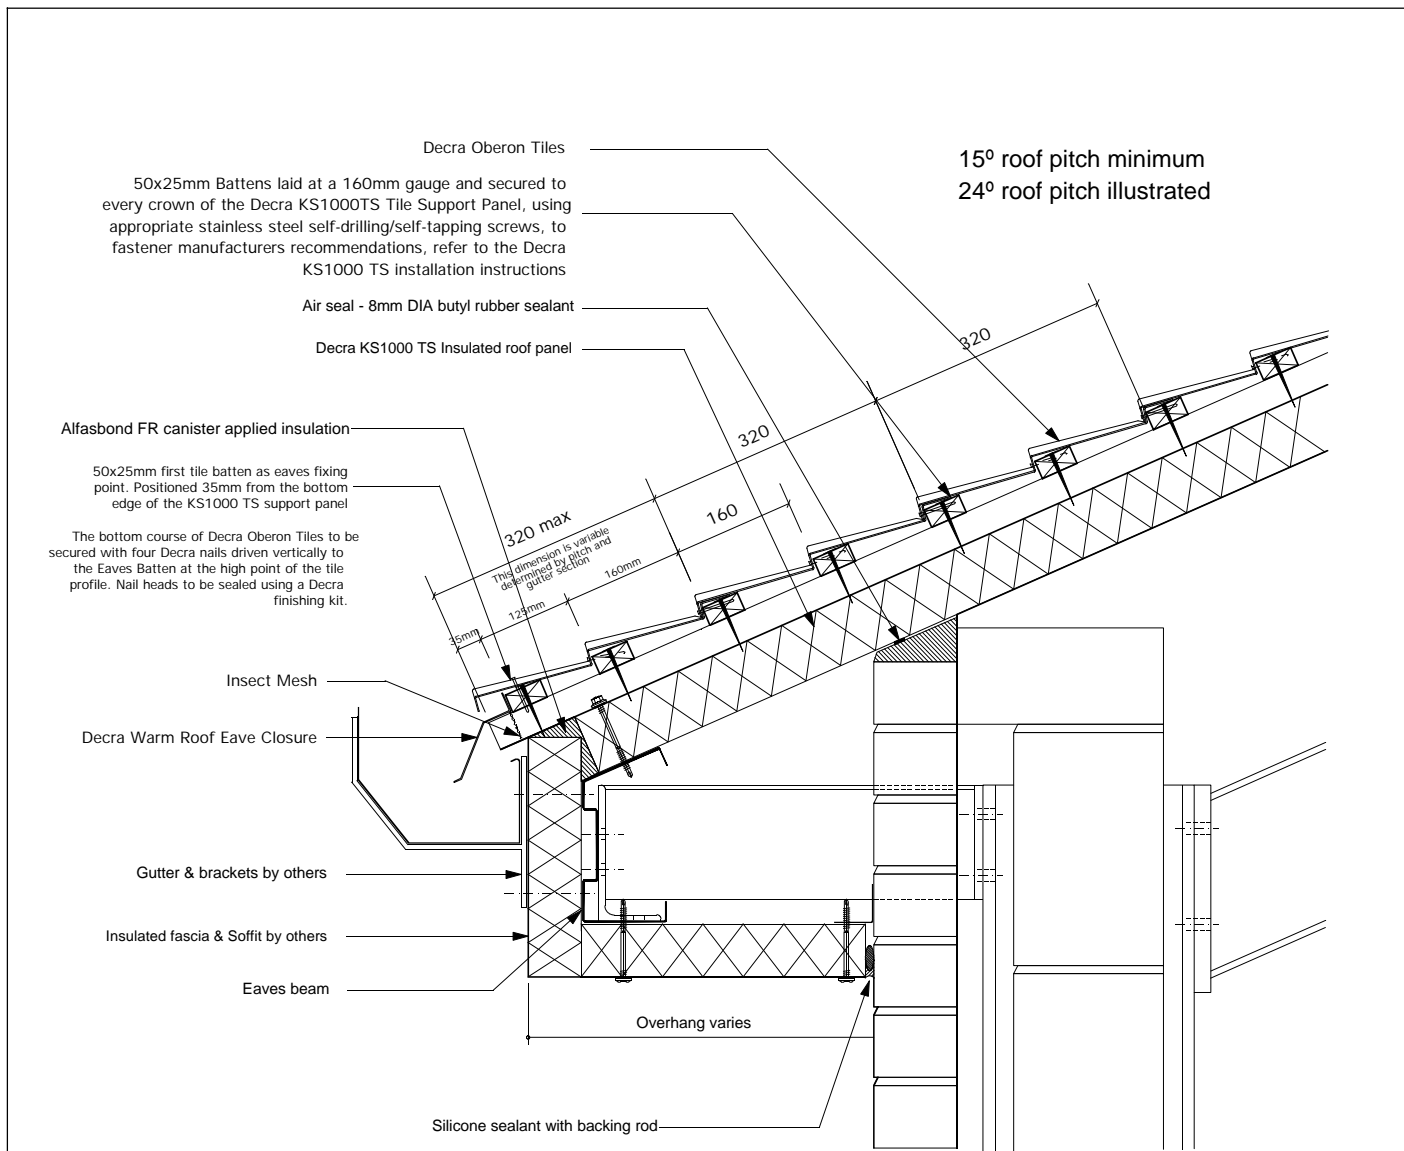 Decra Oberon Tiles
15º roof pitch minimum
24º roof pitch illustrated
50x25mm Battens laid at a 160mm gauge and secured to
every crown of the Decra KS1000TS Tile Support Panel, using
appropriate stainless steel self-drilling/self-tapping screws, to
fastener manufacturers recommendations, refer to the Decra
KS1000 TS installation instructions
Air seal - 8mm DIA butyl rubber sealant
Decra KS1000 TS Insulated roof panel
320
320
320 max
160
This dimension is variable
determined by pitch and
gutter section
160mm
125mm
35mm
Alfasbond FR canister applied insulation
50x25mm first tile batten as eaves fixing
point. Positioned 35mm from the bottom
edge of the KS1000 TS support panel
The bottom course of Decra Oberon Tiles to be
secured with four Decra nails driven vertically to
the Eaves Batten at the high point of the tile
profile. Nail heads to be sealed using a Decra
finishing kit.
Insect Mesh
Decra Warm Roof Eave Closure
Gutter & brackets by others
Insulated fascia & Soffit by others
Eaves beam
Overhang varies
Silicone sealant with backing rod